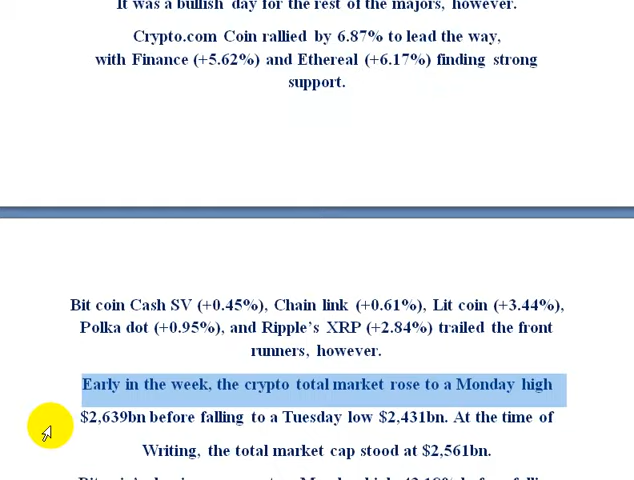 It was a bullish day for the rest of the majors, however.
Crypto.com Coin rallied by 6.87% to lead the way,
with Finance (+5.62%) and Ethereal (+6.17%) finding strong
support.
Bit coin Cash SV (+0.45%), Chain link (+0.61%), Lit coin (+3.44%),
Polka dot (+0.95%), and Ripple's XRP (+2.84%) trailed the front
runners, however.
Early in the week, the crypto total market rose to a Monday high
$2,639bn before falling to a Tuesday low $2,431bn. At the time of
Writing, the total market cap stood at $2,561bn.